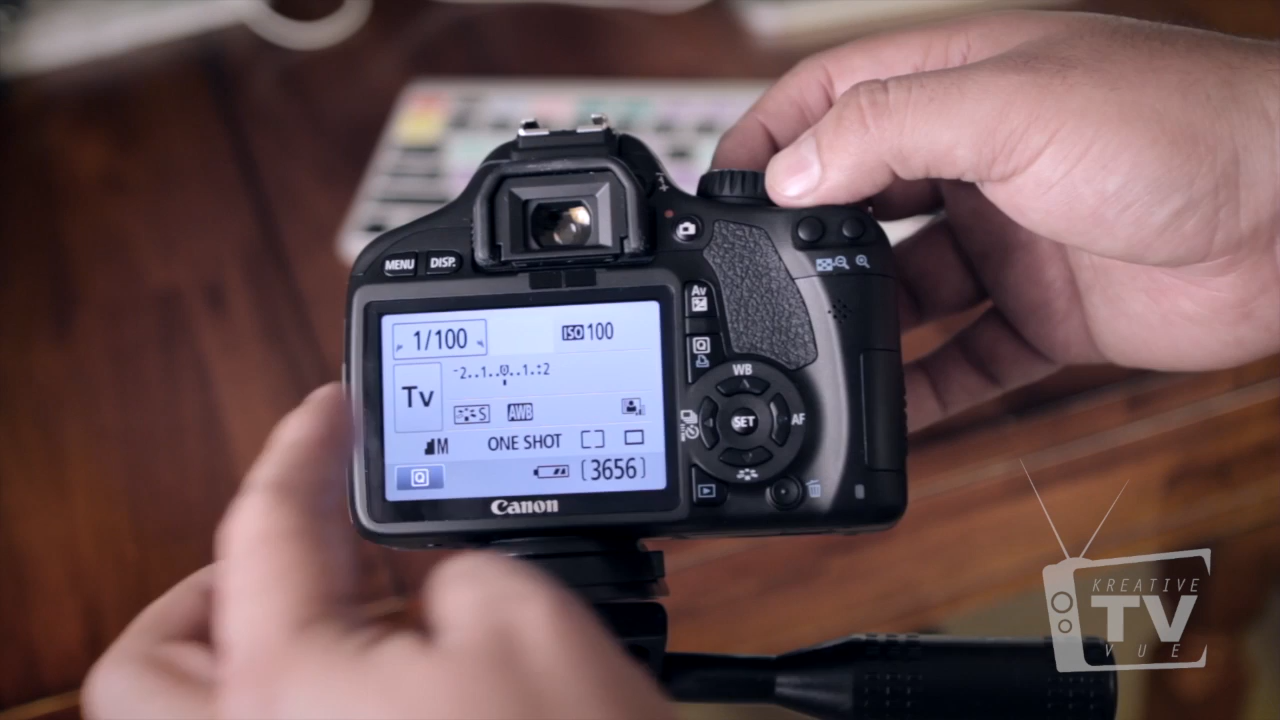 MENU
DISP.
1/100
ISO 100
Tv
-2..1..0..1.:2
S
AWB
M
ONE SHOT
Q
(3656)
Canon
Av
Q
WB
SET
AF
KREATIVE
TV
VUE